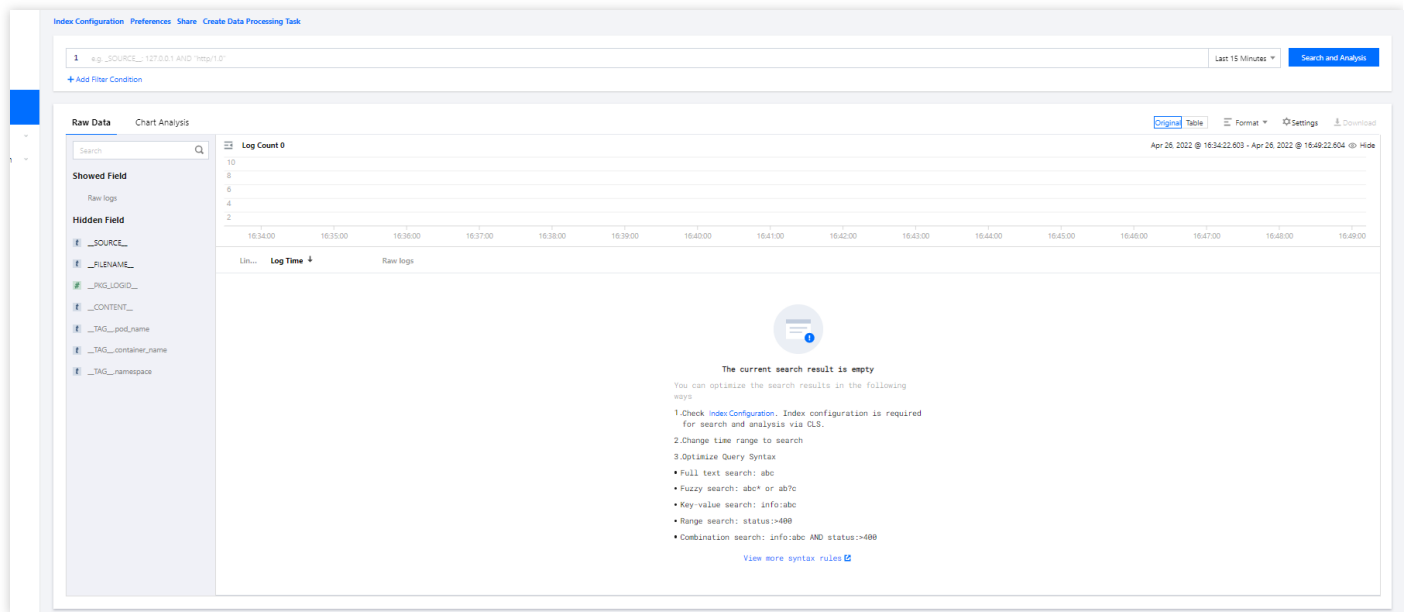 Index Configuration Preferences Share Create Data Processing Task
1 e.g. _SOURCE__: 127.0.0.1 AND "http/1.0"
Last 15 Minutes
Search and Analysis
+ Add Filter Condition
Raw Data Chart Analysis
Original Table Format Settings Download
Search
Log Count 0
Apr 26, 2022 @ 16:34:22.603 - Apr 26, 2022 @ 16:49:22.604 Hide
10
8
6
4
2
16:34:00 16:35:00 16:36:00 16:37:00 16:38:00 16:39:00 16:40:00 16:41:00 16:42:00 16:43:00 16:44:00 16:45:00 16:46:00 16:47:00 16:48:00 16:49:00
Showed Field
Raw logs
Hidden Field
t __SOURCE__
t __FILENAME__
# __PKG_LOGID__
t __CONTENT__
t __TAG__.pod_name
t __TAG__.container_name
t __TAG__.namespace
Lin... Log Time Raw logs
The current search result is empty
You can optimize the search results in the following
ways
1.Check Index Configuration. Index configuration is required
for search and analysis via CLS.
2.Change time range to search
3.Optimize Query Syntax
• Full text search: abc
• Fuzzy search: abc* or ab?c
• Key-value search: info:abc
• Range search: status:>400
• Combination search: info:abc AND status:>400
View more syntax rules